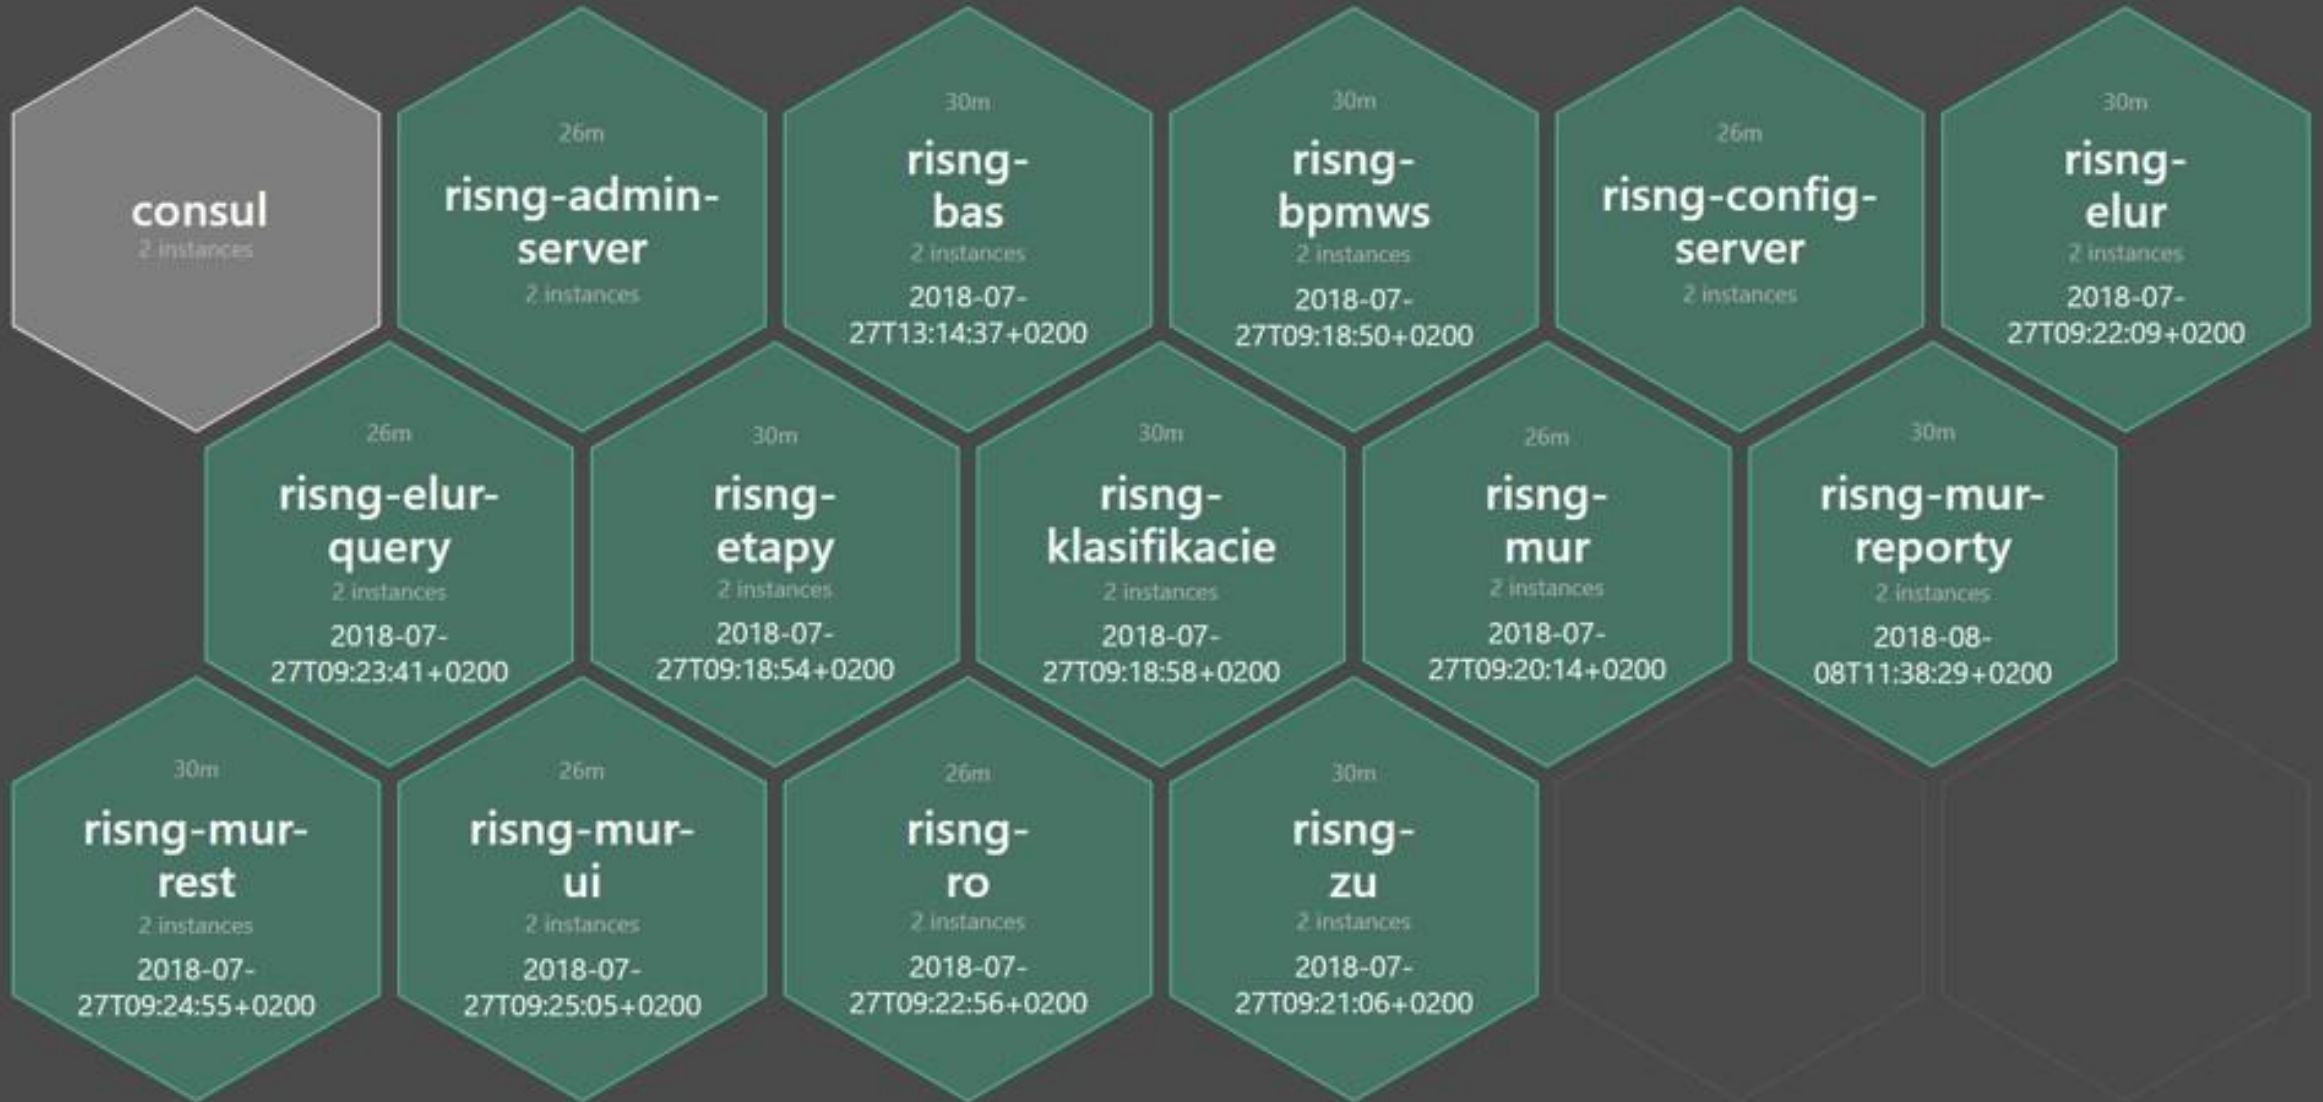 consul
2 instances
26m
risng-admin-
server
2 instances
30m
risng-
bas
2 instances
2018-07-
27T13:14:37+0200
30m
risng-
bpmws
2 instances
2018-07-
27T09:18:50+0200
26m
risng-config-
server
2 instances
30m
risng-
elur
2 instances
2018-07-
27T09:22:09+0200
26m
risng-elur-
query
2 instances
2018-07-
27T09:23:41+0200
30m
risng-
etapy
2 instances
2018-07-
27T09:18:54+0200
30m
risng-
klasifikacie
2 instances
2018-07-
27T09:18:58+0200
26m
risng-
mur
2 instances
2018-07-
27T09:20:14+0200
30m
risng-mur-
reporty
2 instances
2018-08-
08T11:38:29+0200
30m
risng-mur-
rest
2 instances
2018-07-
27T09:24:55+0200
26m
risng-mur-
ui
2 instances
2018-07-
27T09:25:05+0200
26m
risng-
ro
2 instances
2018-07-
27T09:22:56+0200
30m
risng-
zu
2 instances
2018-07-
27T09:21:06+0200